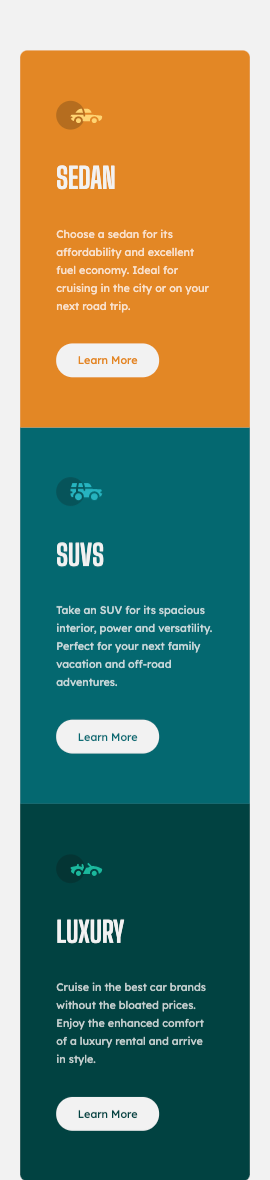 SEDAN
Choose a sedan for its
affordability and excellent
fuel economy. Ideal for
cruising in the city or on your
next road trip.
Learn More
SUVS
Take an SUV for its spacious
interior, power and versatility.
Perfect for your next family
vacation and off-road
adventures.
Learn More
LUXURY
Cruise in the best car brands
without the bloated prices.
Enjoy the enhanced comfort
of a luxury rental and arrive
in style.
Learn More